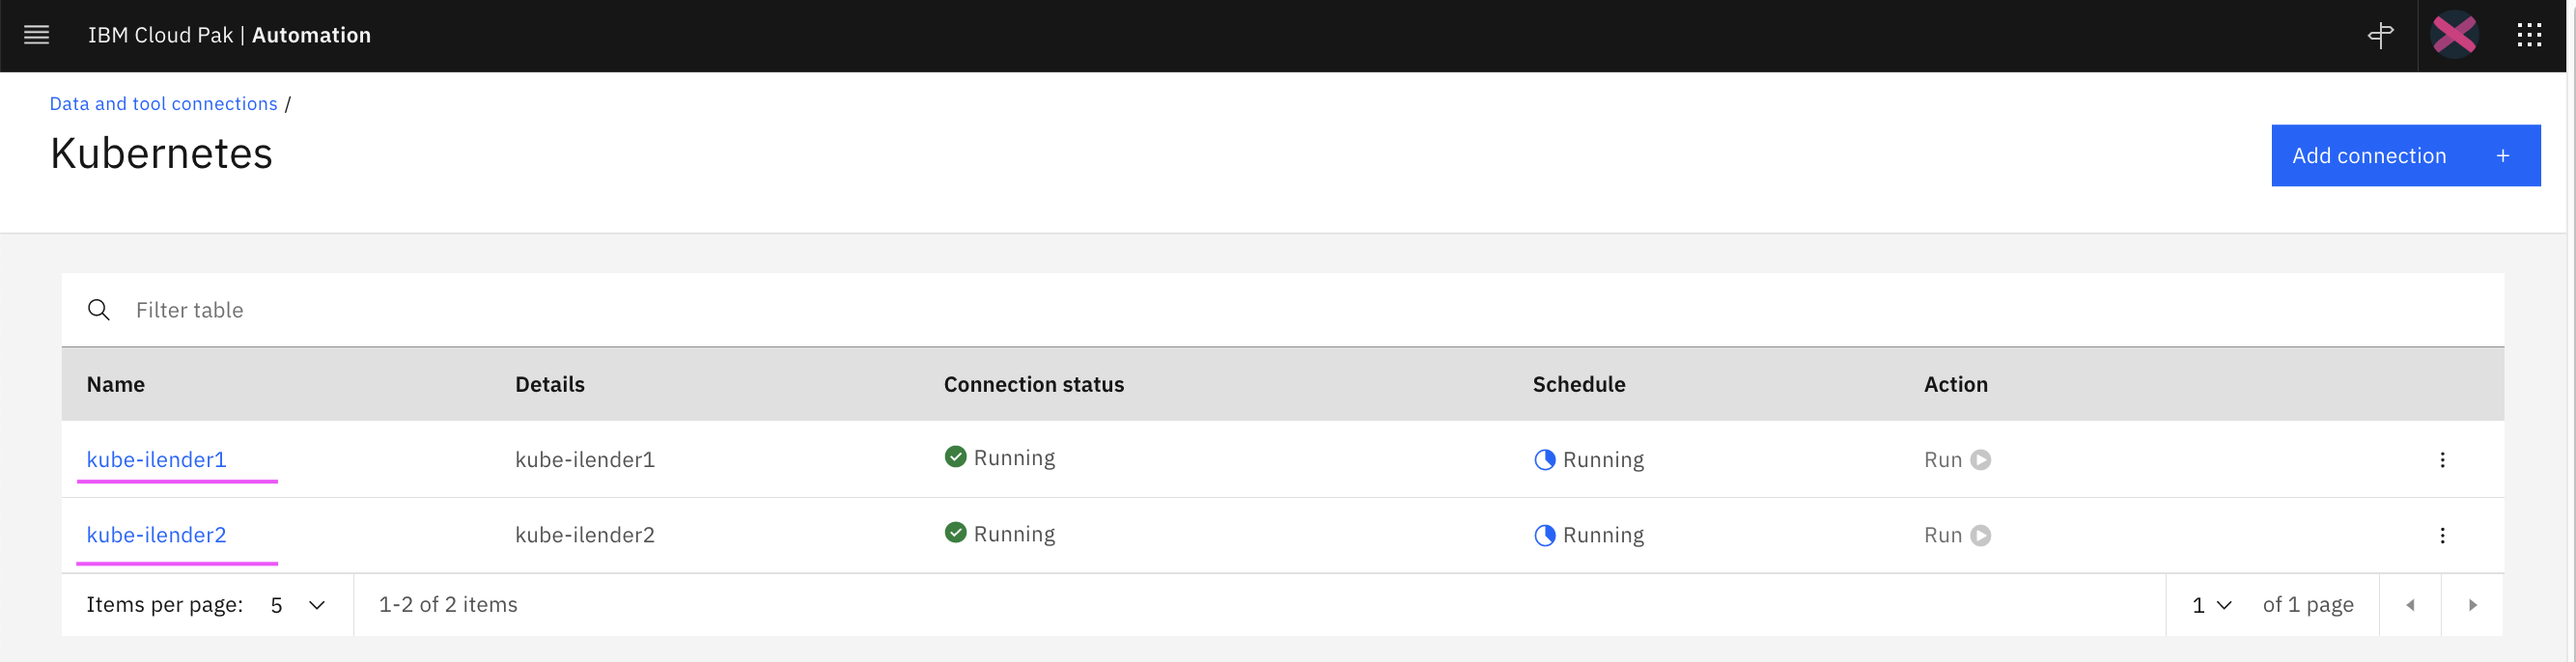 IBM Cloud Pak | Automation
Data and tool connections /
Kubernetes
Add connection +
Filter table
Name Details Connection status Schedule Action
kube-ilender1 kube-ilender1 Running Running Run
kube-ilender2 kube-ilender2 Running Running Run
Items per page: 5 1-2 of 2 items 1 of 1 page